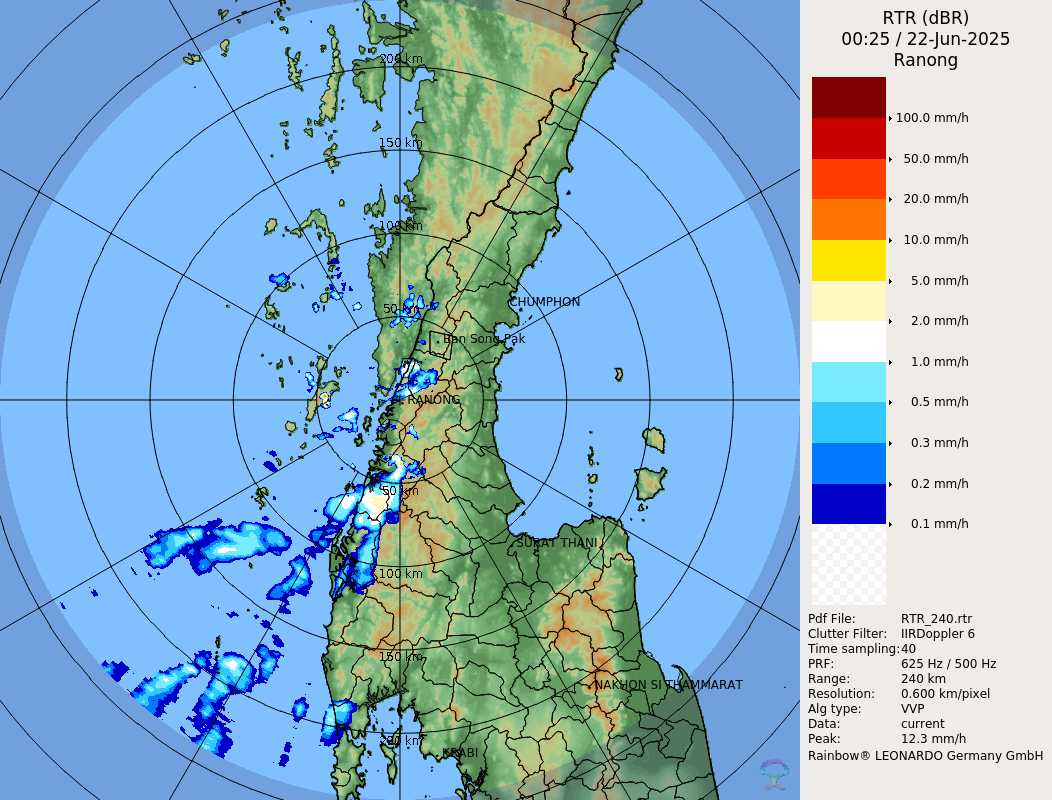 RTR (dBR)
00:25 / 22-Jun-2025
Ranong
100.0 mm/h
50.0 mm/h
20.0 mm/h
10.0 mm/h
5.0 mm/h
2.0 mm/h
1.0 mm/h
0.5 mm/h
0.3 mm/h
0.2 mm/h
0.1 mm/h
Pdf File: RTR_240.rtr
Clutter Filter: IIRDoppler 6
Time sampling:40
PRF: 625 Hz / 500 Hz
Range: 240 km
Resolution: 0.600 km/pixel
Alg type: VVP
Data: current
Peak: 12.3 mm/h
Rainbow® LEONARDO Germany GmbH
200 km
150 km
100 km
CHUMPHON
50 km
Ban Song Pak
RANONG
50 km
SURAT THANI
100 km
150 km
NAKHON SI THAMMARAT
200 km
KRABI